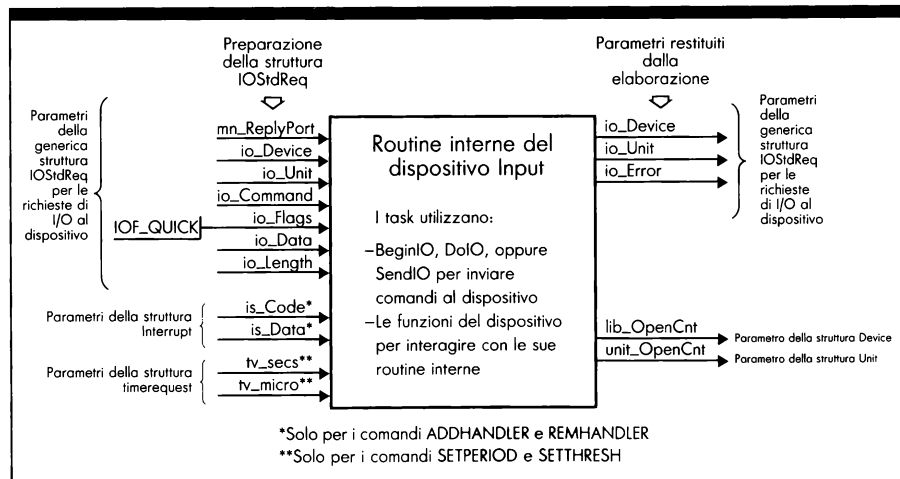 Preparazione
della struttura
IOStdReq
Parametri restituiti
dalla
elaborazione
Parametri
della
generica
struttura
IOStdReq
per le
richieste
di I/O al
dispositivo
IOF_QUICK
mn_ReplyPort
io_Device
io_Unit
io_Command
io_Flags
io_Data
io_Length
Parametri della struttura
Interrupt
is_Code*
is_Data*
Parametri della struttura
timerequest
tv_secs**
tv_micro**
Routine interne del
dispositivo Input
I task utilizzano:
–BeginIO, DoIO, oppure
SendIO per inviare
comandi al dispositivo
–Le funzioni del dispositivo
per interagire con le sue
routine interne
io_Device
io_Unit
io_Error
Parametri
della
generica
struttura
IOStdReq
per le
richieste
di I/O al
dispositivo
lib_OpenCnt
Parametro della struttura Device
unit_OpenCnt
Parametro della struttura Unit
*Solo per i comandi ADDHANDLER e REMHANDLER
**Solo per i comandi SETPERIOD e SETTHRESH